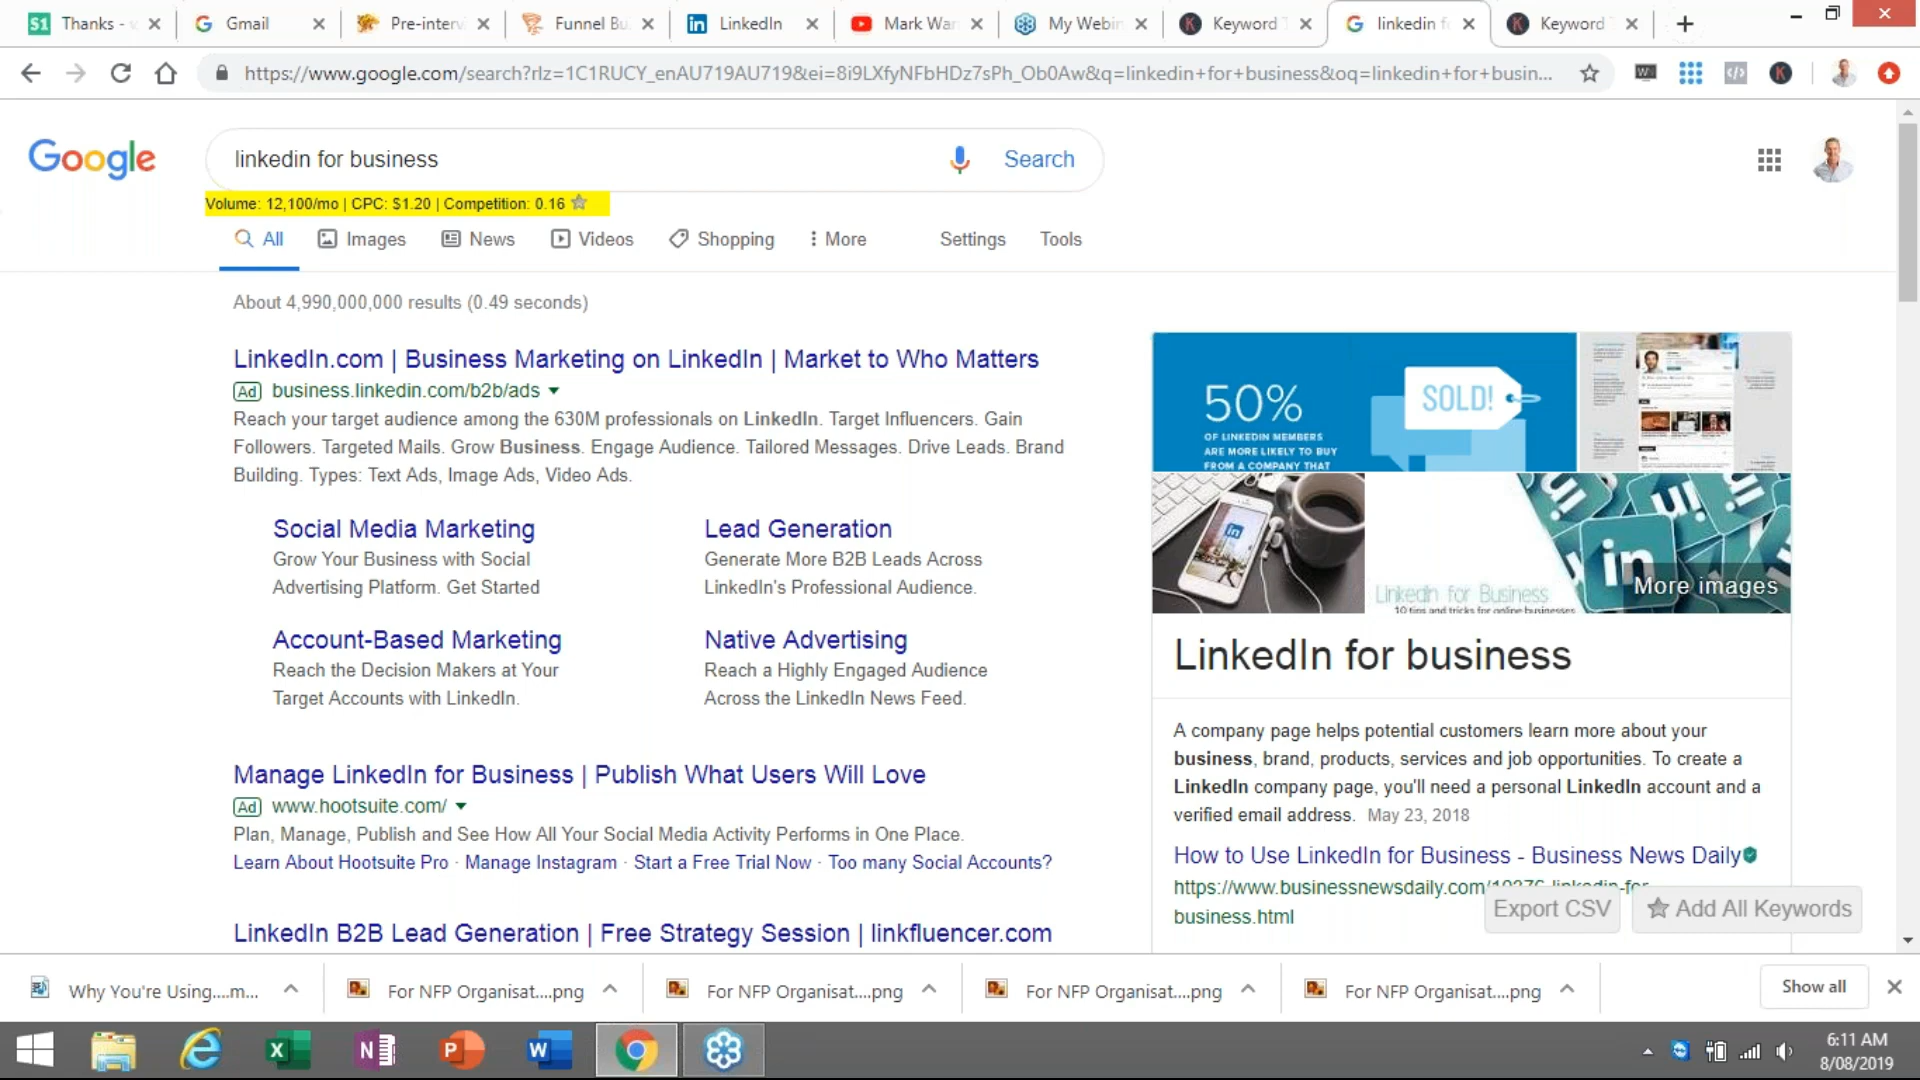 Thanks -
Gmail
Pre-interv
Funnel Bu
LinkedIn
Mark War
My Webin
Keyword
linkedin f
Keyword
https://www.google.com/search?rlz=1C1RUCY_enAU719AU719&ei=8i9LXfyNFbHDz7sPh_Ob0Aw&q=linkedin+for+business&oq=linkedin+for+busin...
Google
linkedin for business
Search
Volume: 12,100/mo | CPC: $1.20 | Competition: 0.16
All
Images
News
Videos
Shopping
More
Settings
Tools
About 4,990,000,000 results (0.49 seconds)
LinkedIn.com | Business Marketing on LinkedIn | Market to Who Matters
Ad business.linkedin.com/b2b/ads
Reach your target audience among the 630M professionals on LinkedIn. Target Influencers. Gain
Followers. Targeted Mails. Grow Business. Engage Audience. Tailored Messages. Drive Leads. Brand
Building. Types: Text Ads, Image Ads, Video Ads.
Social Media Marketing
Grow Your Business with Social
Advertising Platform. Get Started
Lead Generation
Generate More B2B Leads Across
LinkedIn's Professional Audience.
Account-Based Marketing
Reach the Decision Makers at Your
Target Accounts with LinkedIn.
Native Advertising
Reach a Highly Engaged Audience
Across the LinkedIn News Feed.
Manage LinkedIn for Business | Publish What Users Will Love
Ad www.hootsuite.com/
Plan, Manage, Publish and See How All Your Social Media Activity Performs in One Place.
Learn About Hootsuite Pro · Manage Instagram · Start a Free Trial Now · Too many Social Accounts?
LinkedIn B2B Lead Generation | Free Strategy Session | linkfluencer.com
50%
OF LINKEDIN MEMBERS
ARE MORE LIKELY TO BUY
FROM A COMPANY THAT
SOLD!
LinkedIn for Business
10 tips and tricks for online businesses
in
More images
LinkedIn for business
A company page helps potential customers learn more about your
business, brand, products, services and job opportunities. To create a
LinkedIn company page, you'll need a personal LinkedIn account and a
verified email address. May 23, 2018
How to Use LinkedIn for Business - Business News Daily
https://www.businessnewsdaily.com/10276-linkedin-for-
business.html
Export CSV
Add All Keywords
Why You're Using....m...
For NFP Organisat....png
For NFP Organisat....png
For NFP Organisat....png
For NFP Organisat....png
Show all
6:11 AM
8/08/2019